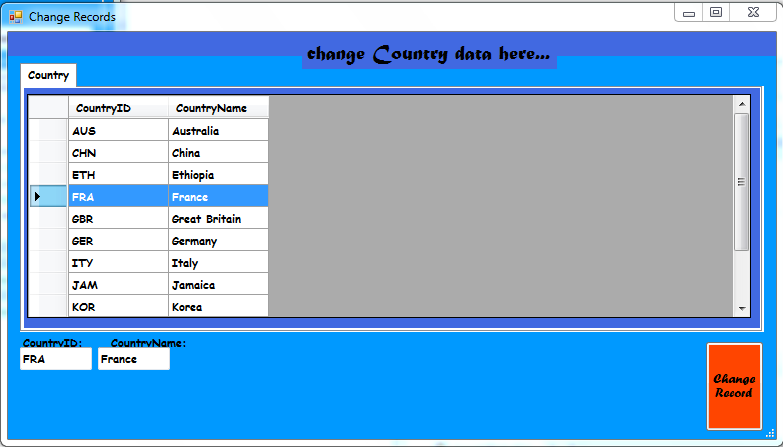 Change Records
change Country data here...
Country
CountryID CountryName
AUS Australia
CHN China
ETH Ethiopia
FRA France
GBR Great Britain
GER Germany
ITY Italy
JAM Jamaica
KOR Korea
CountryID: CountryName:
FRA France
Change
Record